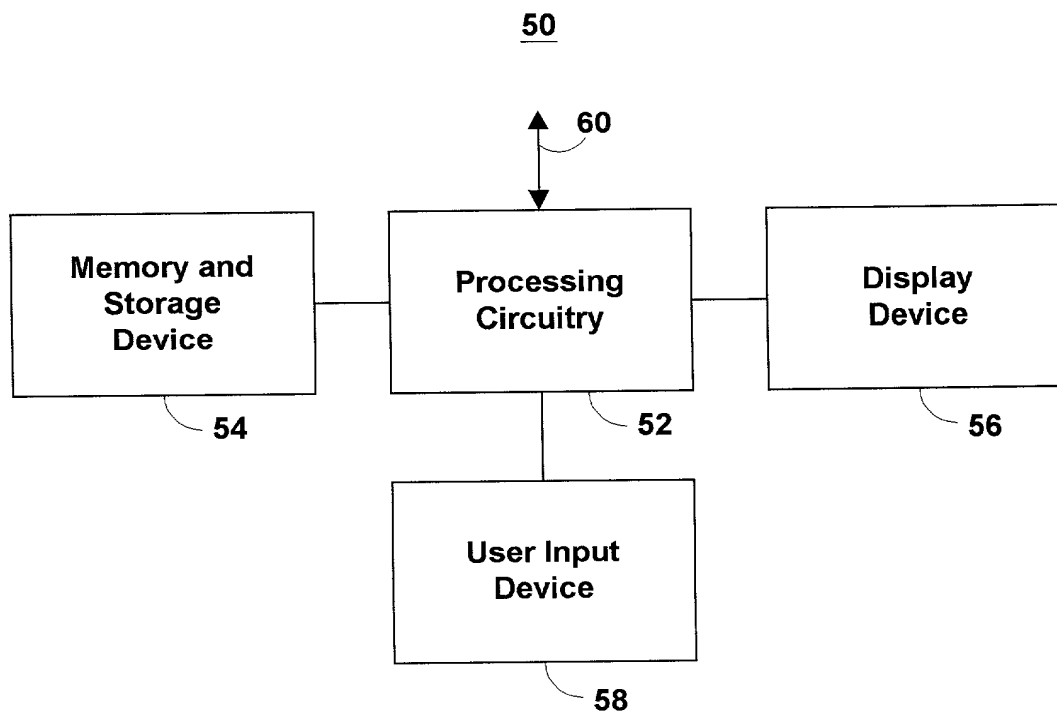 50
60
Memory and
Storage
Device
Processing
Circuitry
Display
Device
54
52
56
User Input
Device
58